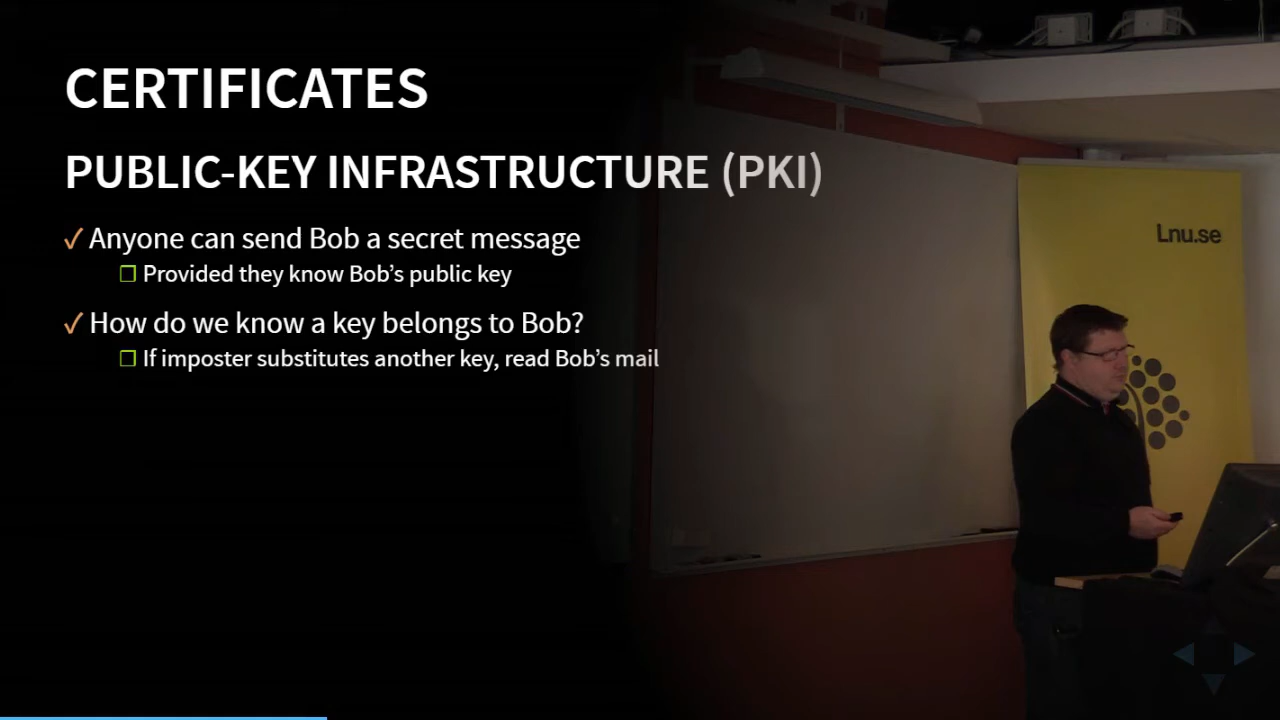 CERTIFICATES
PUBLIC-KEY INFRASTRUCTURE (PKI)
✓ Anyone can send Bob a secret message
❒ Provided they know Bob’s public key
Lnu.se
✓ How do we know a key belongs to Bob?
❒ If imposter substitutes another key, read Bob’s mail